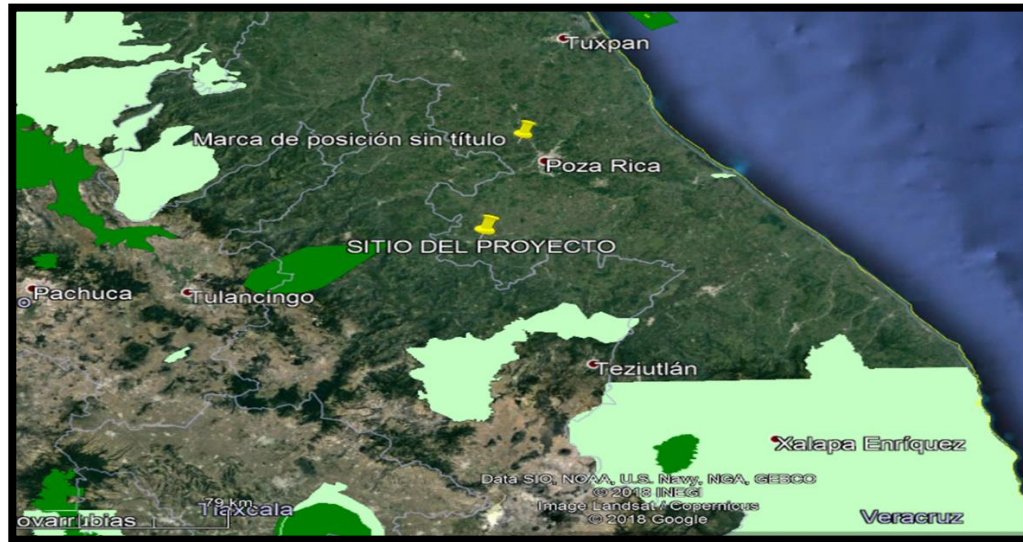 Tuxpan
Marca de posición sin título
Poza Rica
SITIO DEL PROYECTO
Pachuca
Tulancingo
Teziutlán
Xalapa Enríquez
Data SIO, NOAA, U.S. Navy, NGA, GEBCO
© 2018 INEGI
Image Landsat / Copernicus
© 2018 Google
79 km
Tlaxcala
ovarrubias
Veracruz